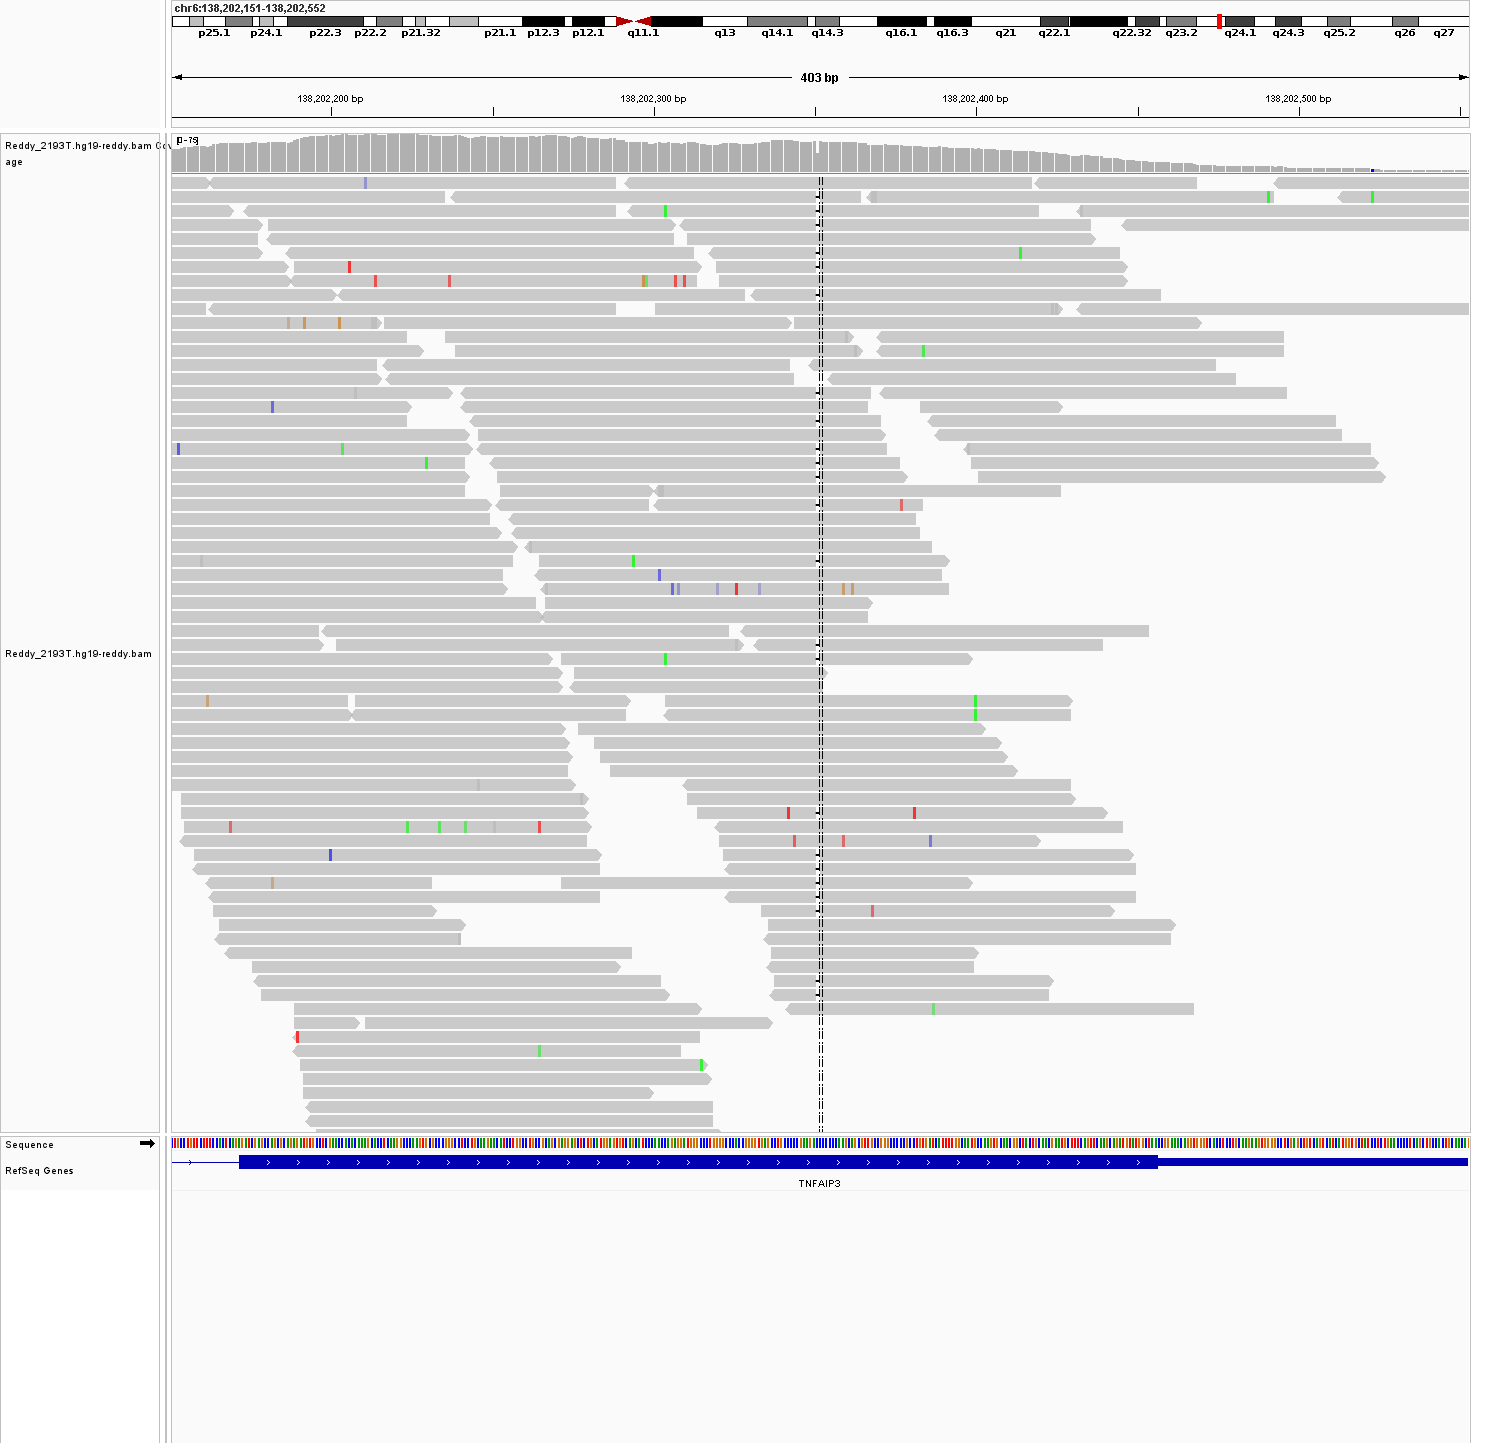 chr6:138,202,151-138,202,552
p25.1 p24.1 p22.3 p22.2 p21.32 p21.1 p12.3 p12.1 q11.1 q13 q14.1 q14.3 q16.1 q16.3 q21 q22.1 q22.32 q23.2 q24.1 q24.3 q25.2 q26 q27
403 bp
138,202,200 bp 138,202,300 bp 138,202,400 bp 138,202,500 bp
Reddy_2193T.hg19-reddy.bam Cov
age
Reddy_2193T.hg19-reddy.bam
Sequence
RefSeq Genes
TNFAIP3